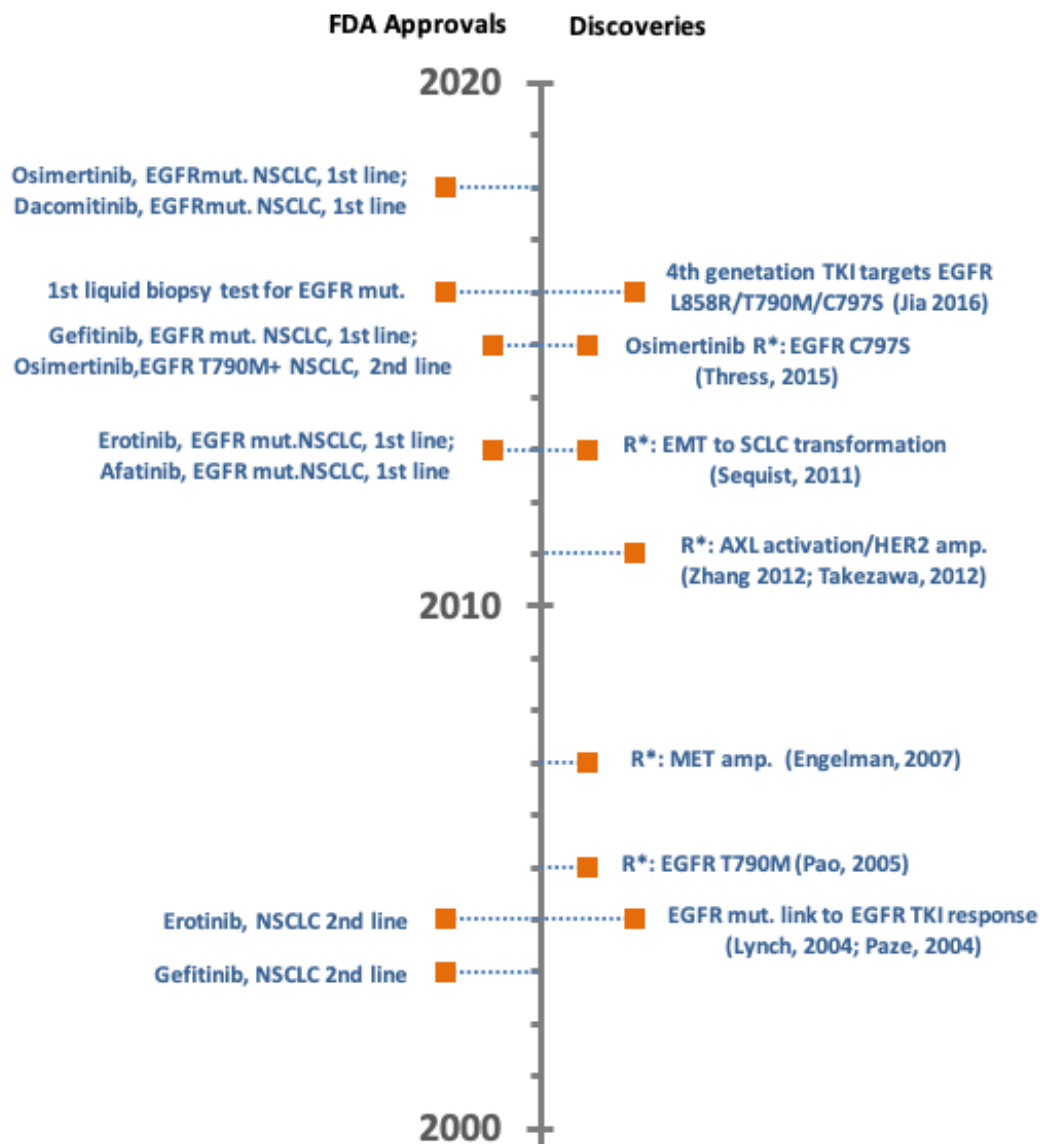 FDA Approvals
Discoveries
2020
Osimertinib, EGFRmut. NSCLC, 1st line;
Dacomitinib, EGFRmut. NSCLC, 1st line
1st liquid biopsy test for EGFR mut.
4th genetation TKI targets EGFR
L858R/T790M/C797S (Jia 2016)
Gefitinib, EGFR mut. NSCLC, 1st line;
Osimertinib,EGFR T790M+ NSCLC, 2nd line
Osimertinib R*: EGFR C797S
(Thress, 2015)
Erotinib, EGFR mut.NSCLC, 1st line;
Afatinib, EGFR mut.NSCLC, 1st line
R*: EMT to SCLC transformation
(Sequist, 2011)
R*: AXL activation/HER2 amp.
(Zhang 2012; Takezawa, 2012)
2010
R*: MET amp. (Engelman, 2007)
R*: EGFR T790M (Pao, 2005)
Erotinib, NSCLC 2nd line
EGFR mut. link to EGFR TKI response
(Lynch, 2004; Paze, 2004)
Gefitinib, NSCLC 2nd line
2000